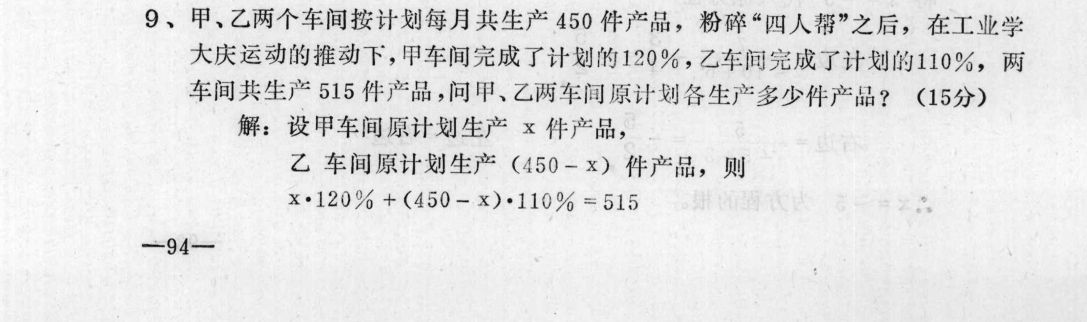 9、甲、乙两个车间按计划每月共生产 450 件产品，粉碎“四人帮”之后，在工业学
大庆运动的推动下，甲车间完成了计划的120%，乙车间完成了计划的110%，两
车间共生产 515 件产品，问甲、乙两车间原计划各生产多少件产品？（15分）
解：设甲车间原计划生产 x 件产品，
乙 车间原计划生产（450－x）件产品，则
x·120%＋(450－x)·110%＝515
—94—